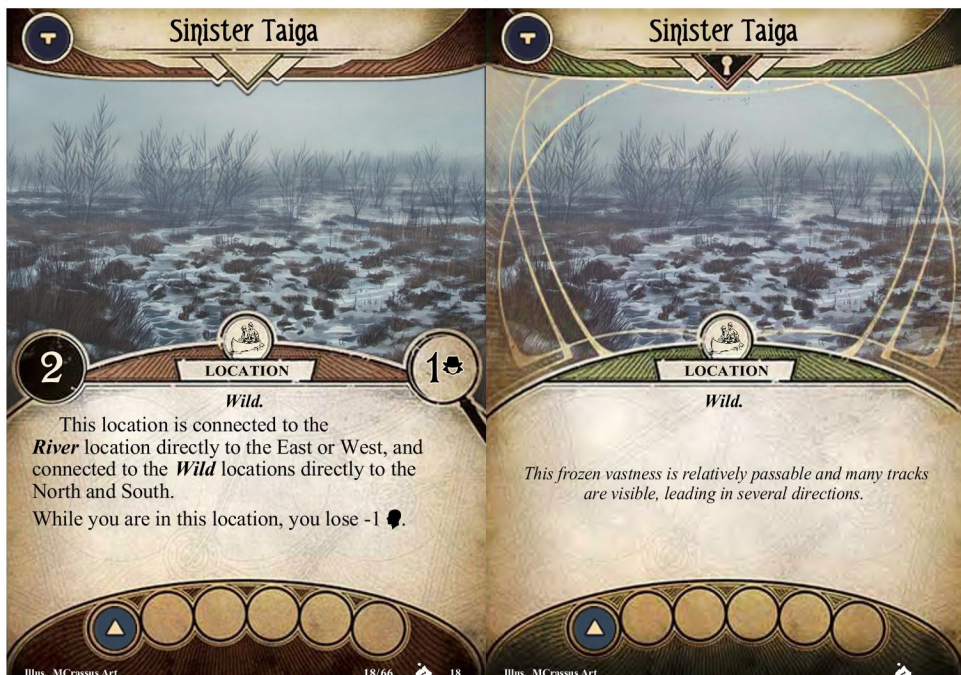 Sinister Taiga
2
1
LOCATION
Wild.
This location is connected to the
River location directly to the East or West, and
connected to the Wild locations directly to the
North and South.
While you are in this location, you lose -1 .
Illus. MCrassus Art
18/66
18
Sinister Taiga
LOCATION
Wild.
This frozen vastness is relatively passable and many tracks
are visible, leading in several directions.
Illus. MCrassus Art